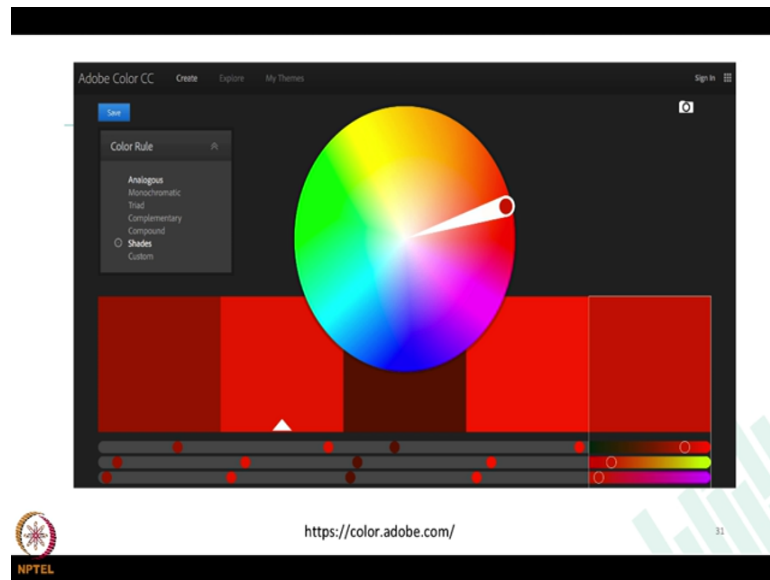 Adobe Color CC Create Explore My Themes Sign In
Save
Color Rule
Analogous
Monochromatic
Triad
Complementary
Compound
Shades
Custom
https://color.adobe.com/
31
NPTEL